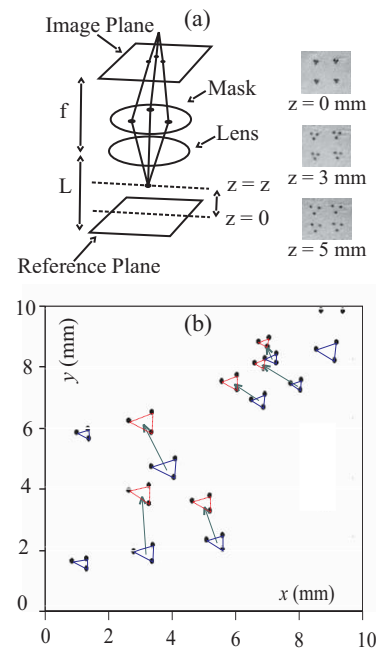 (a)
Image Plane
Mask
f
Lens
L
z = z
z = 0
Reference Plane
z = 0 mm
z = 3 mm
z = 5 mm
(b)
y (mm)
10
8
6
4
2
0
x (mm)
0 2 4 6 8 10